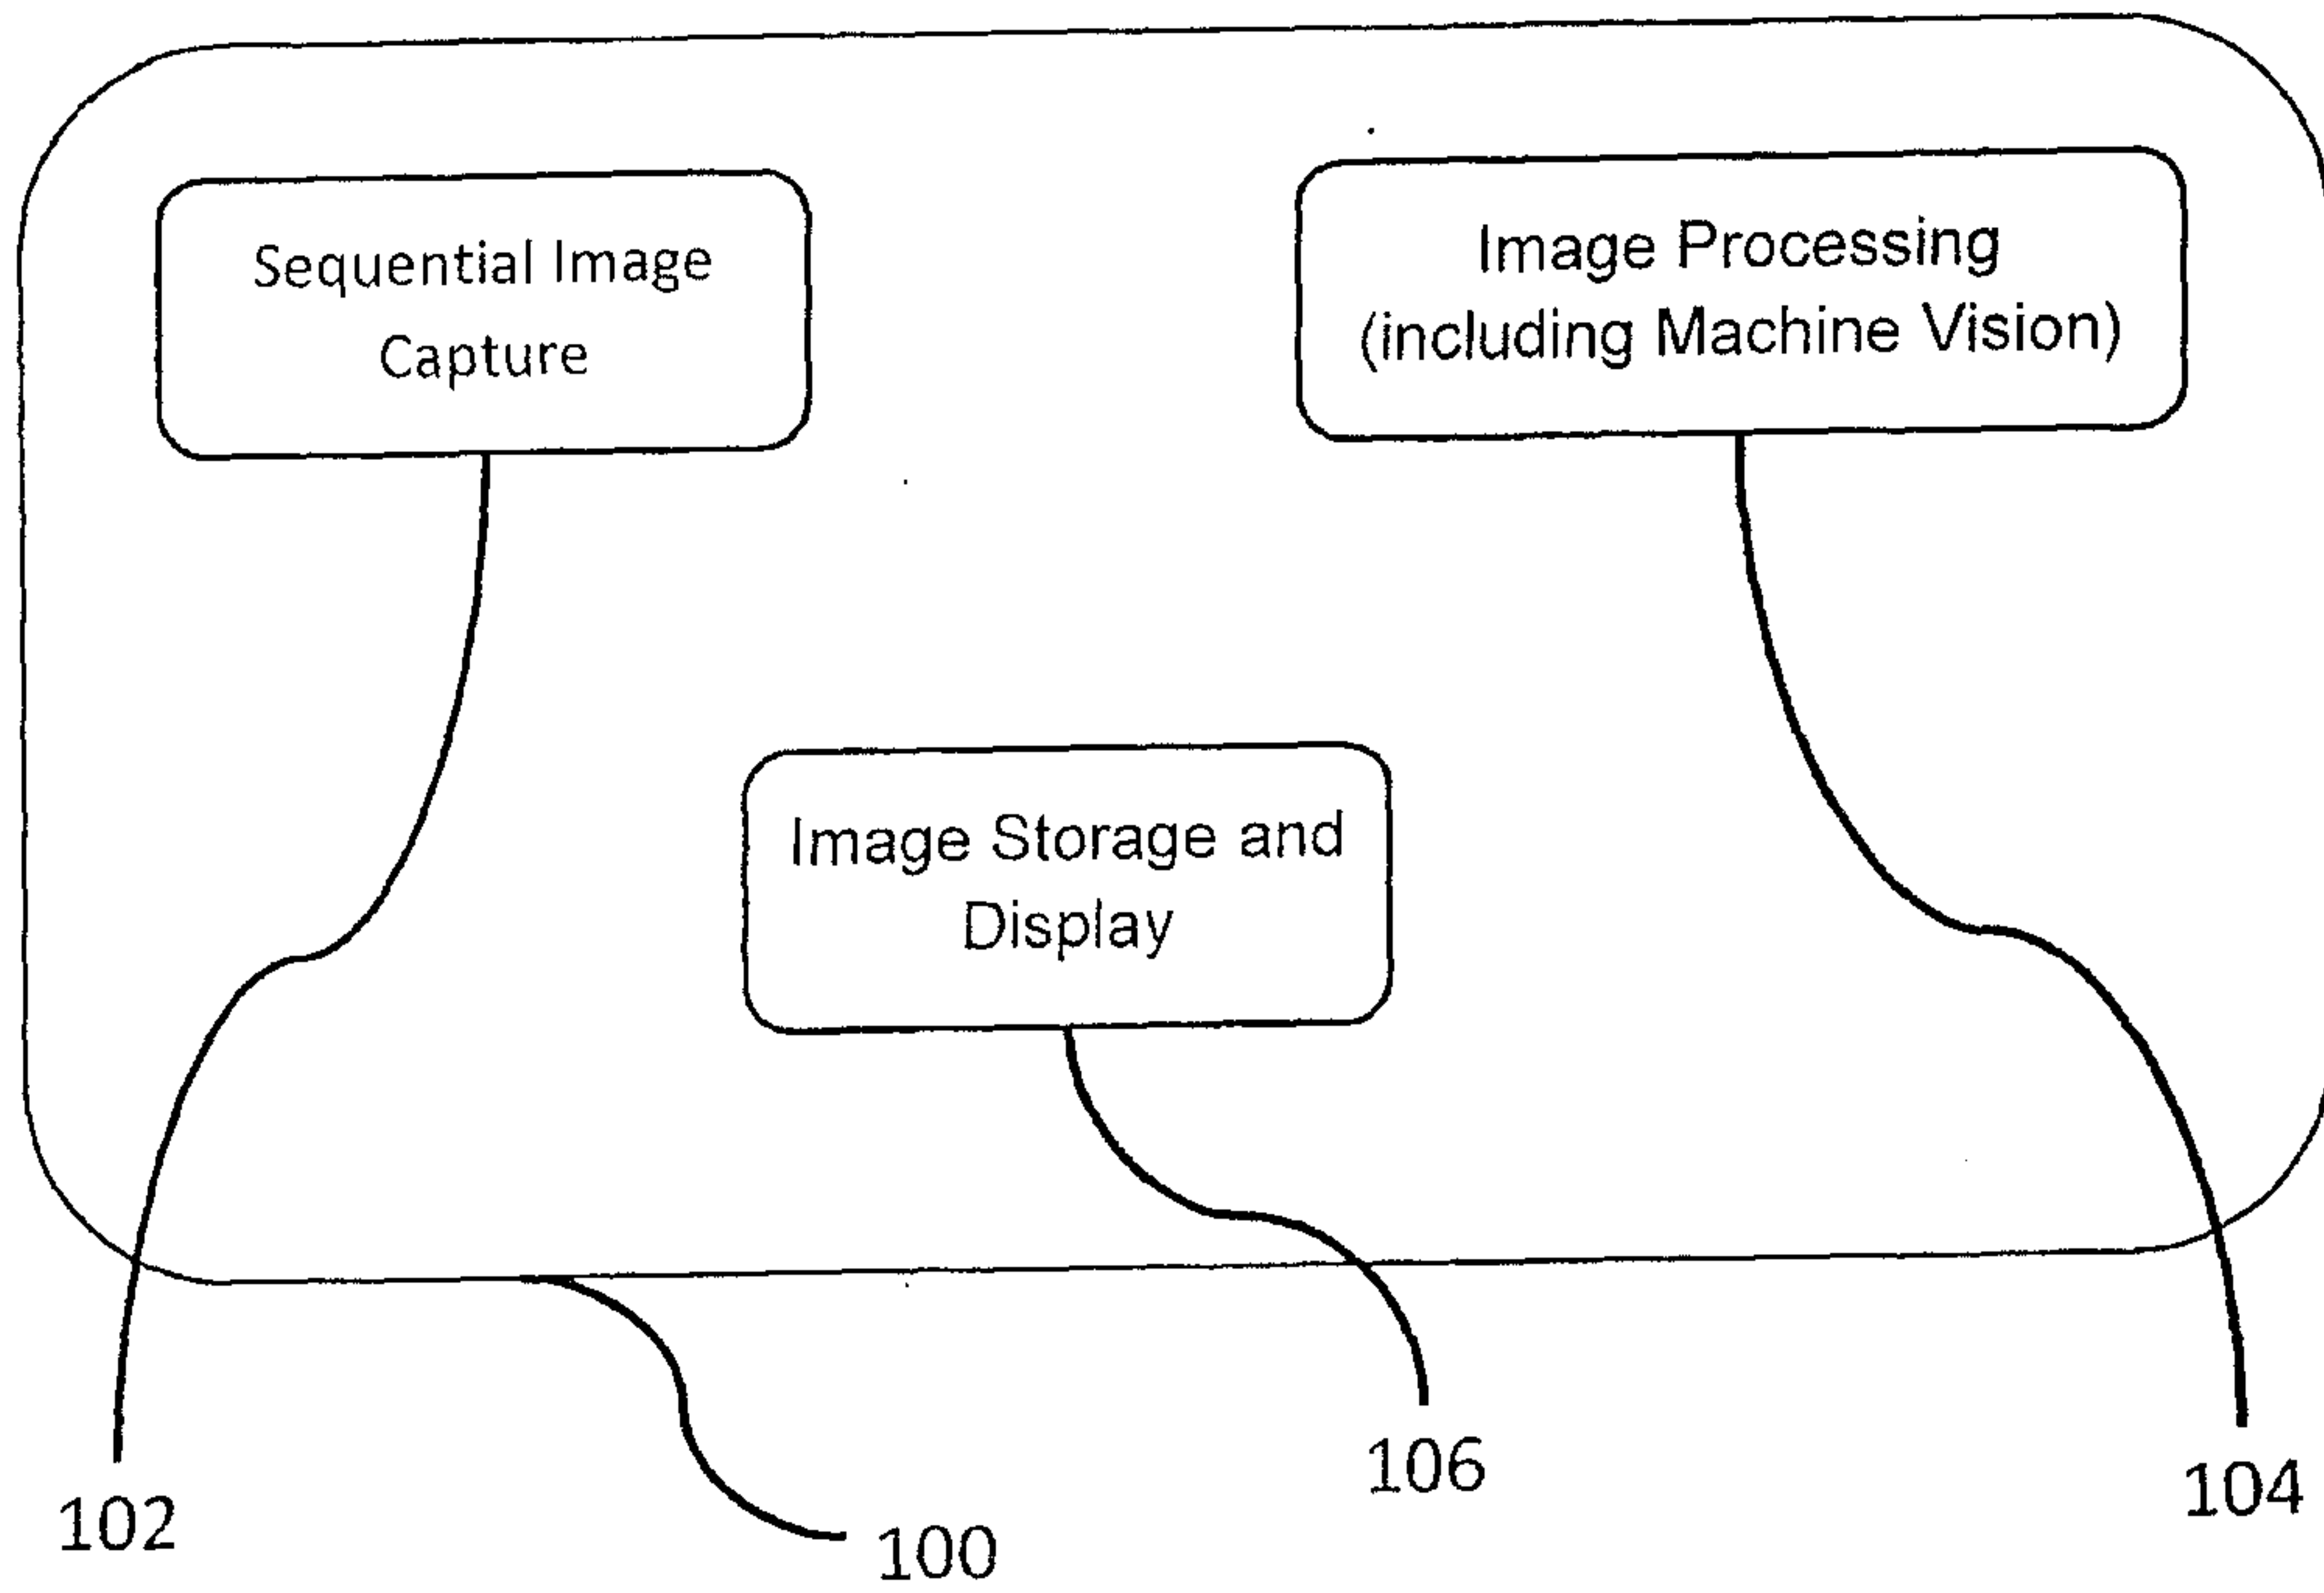 Sequential Image
Capture
Image Processing
(including Machine Vision)
Image Storage and
Display
102
100
106
104